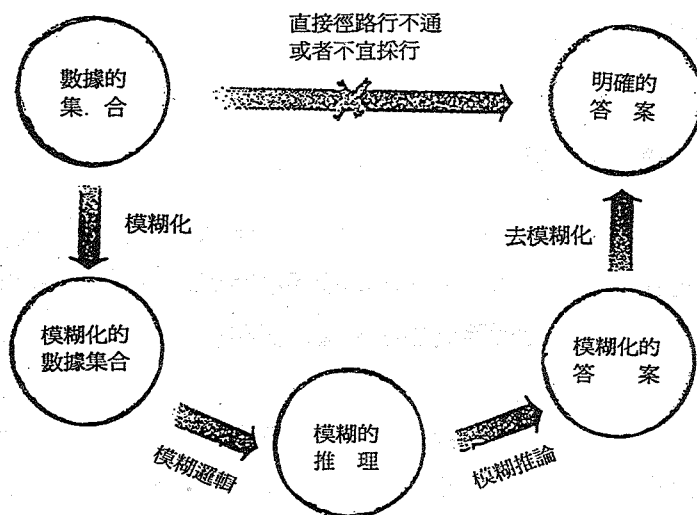 直接徑路行不通
或者不宜採行
數據的
集.合
明確的
答案
模糊化
去模糊化
模糊化的
數據集合
模糊化的
答案
模糊的
推理
模糊邏輯
模糊推論